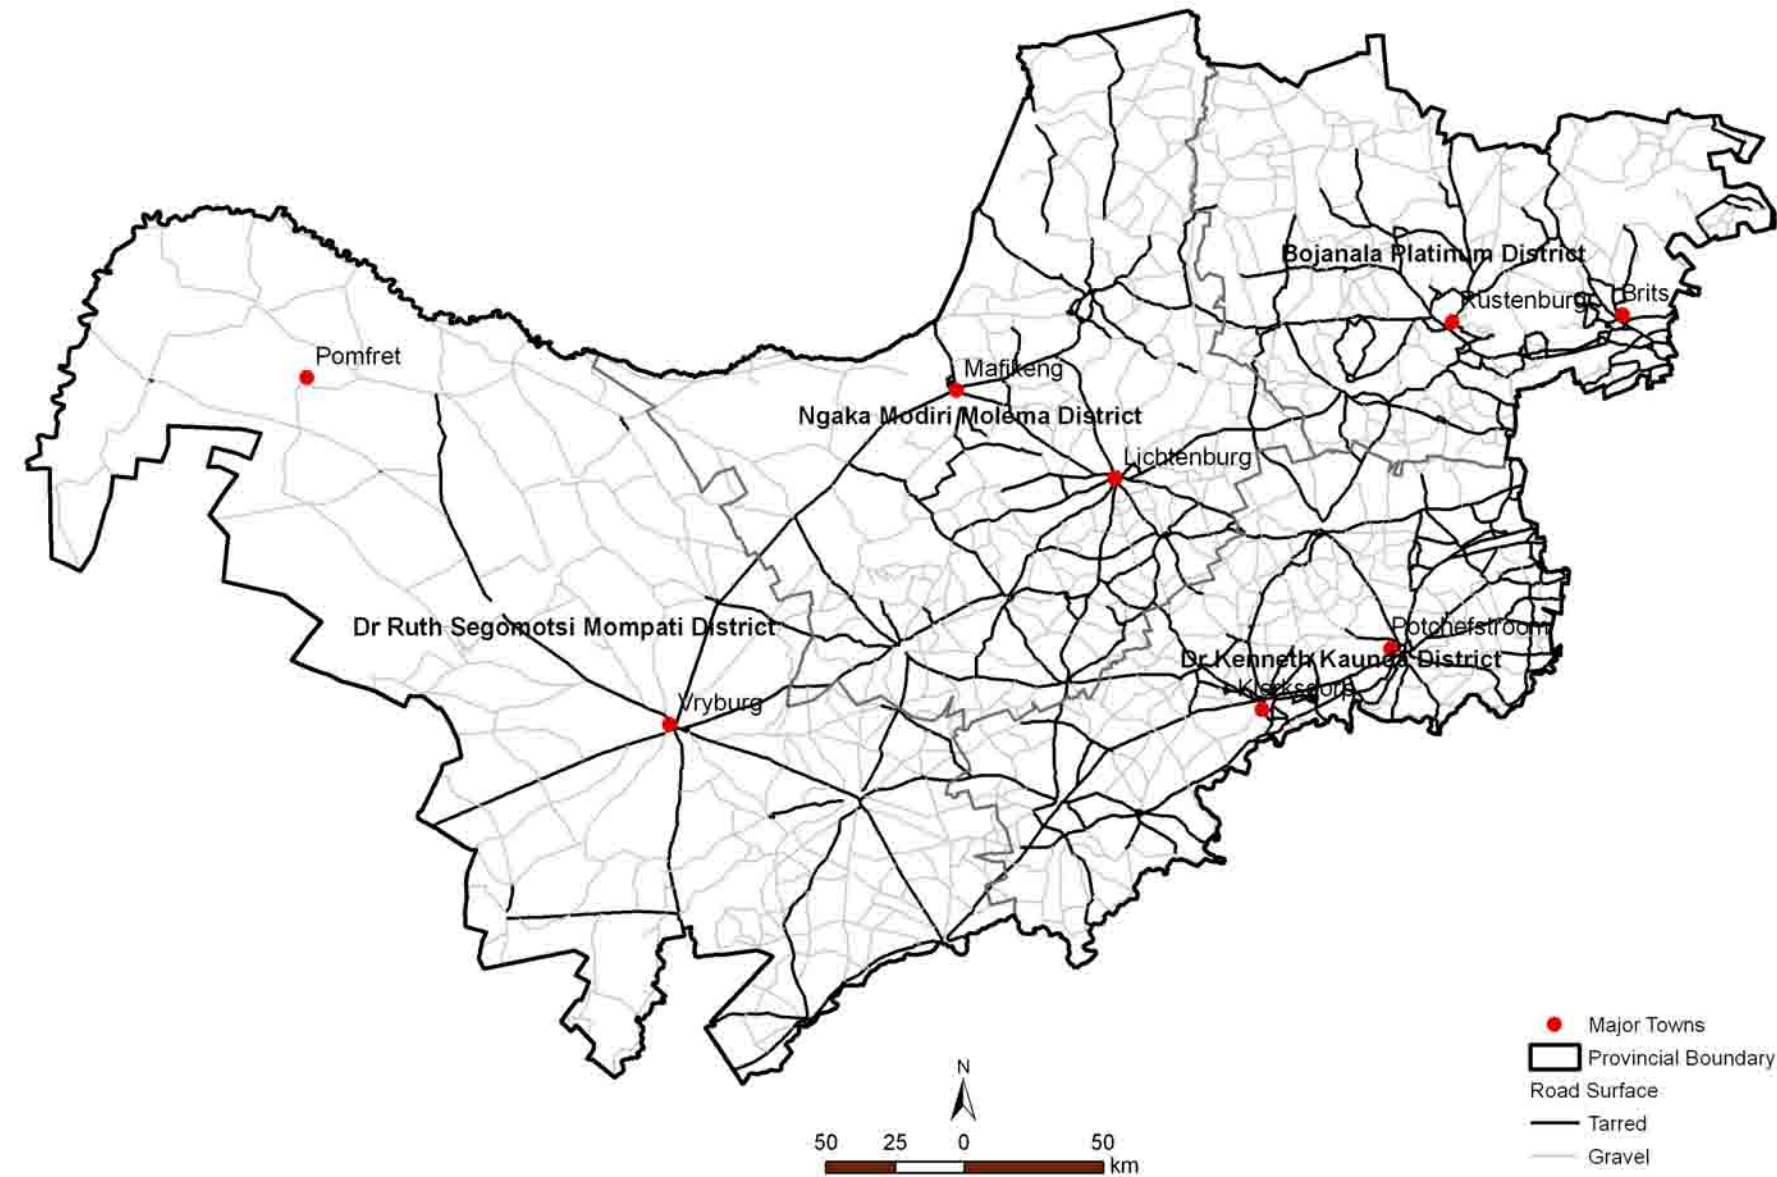 Bojanala Platinum District
Rustenburg
Brits
Pomfret
Mafikeng
Ngaka Modiri Molema District
Lichtenburg
Dr Ruth Segomotsi Mompati District
Potchefstroom
Dr Kenneth Kaunda District
Klerksdorp
Vryburg
Major Towns
Provincial Boundary
Road Surface
Tarred
Gravel
N
50 25 0 50
km